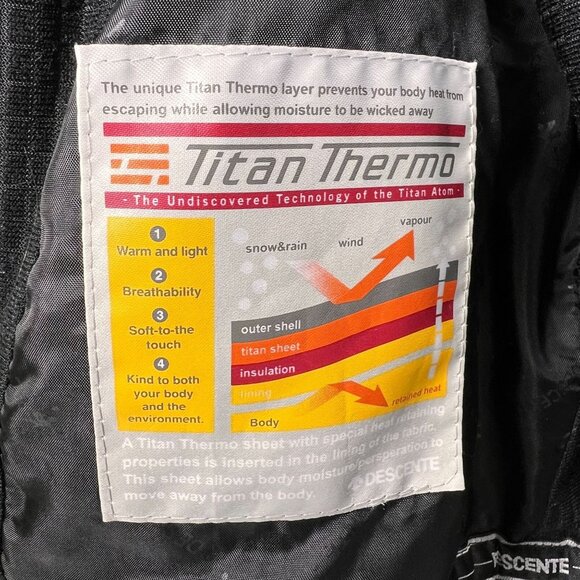 The unique Titan Thermo layer prevents your body heat from
escaping while allowing moisture to be wicked away
Titan Thermo
- The Undiscovered Technology of the Titan Atom -
1
Warm and light
2
Breathability
3
Soft-to-the
touch
4
Kind to both
your body
and the
environment.
snow&rain
wind
vapour
outer shell
titan sheet
insulation
lining
retained heat
Body
A Titan Thermo sheet with special heat retaining
properties is inserted in the lining of the fabric.
This sheet allows body moisture/perspiration to
move away from the body.
DESCENTE
DESCENTE